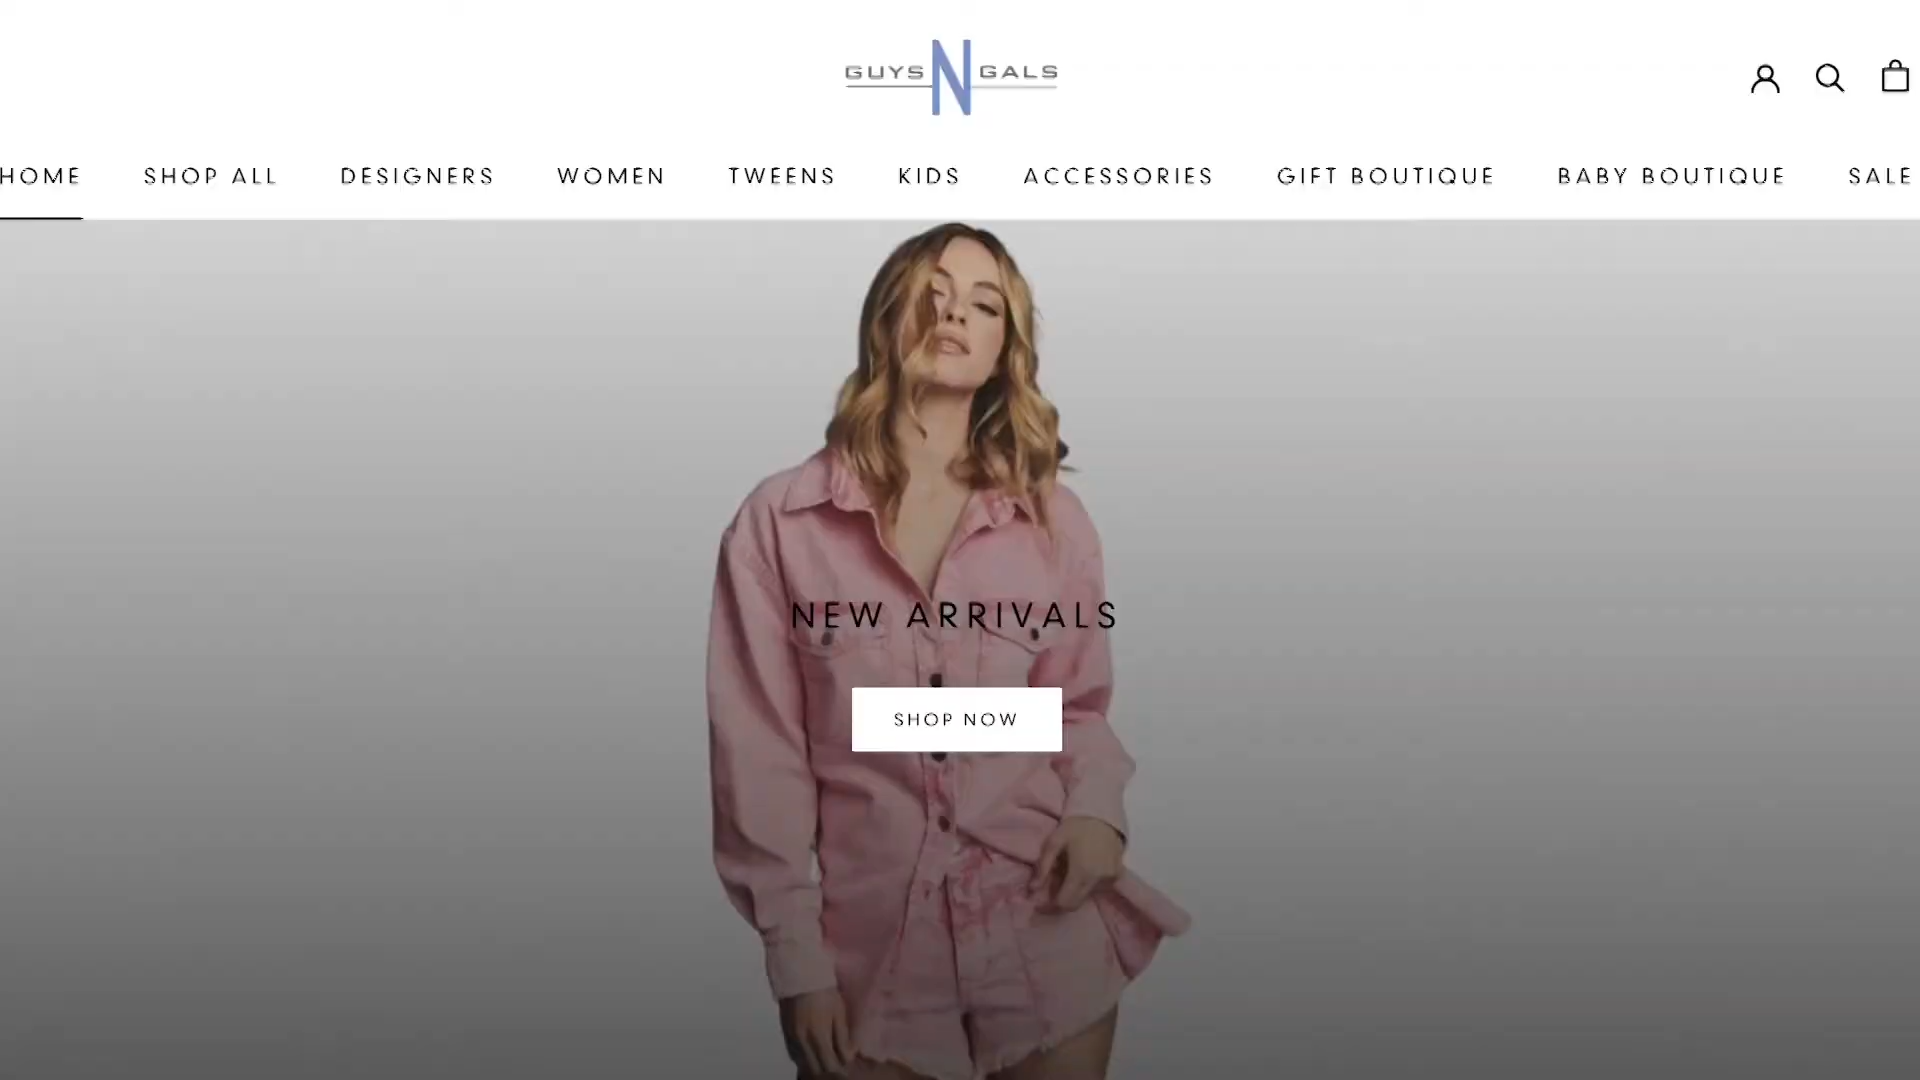 GUYS N GALS
HOME SHOP ALL DESIGNERS WOMEN TWEENS KIDS ACCESSORIES GIFT BOUTIQUE BABY BOUTIQUE SALE
NEW ARRIVALS
SHOP NOW